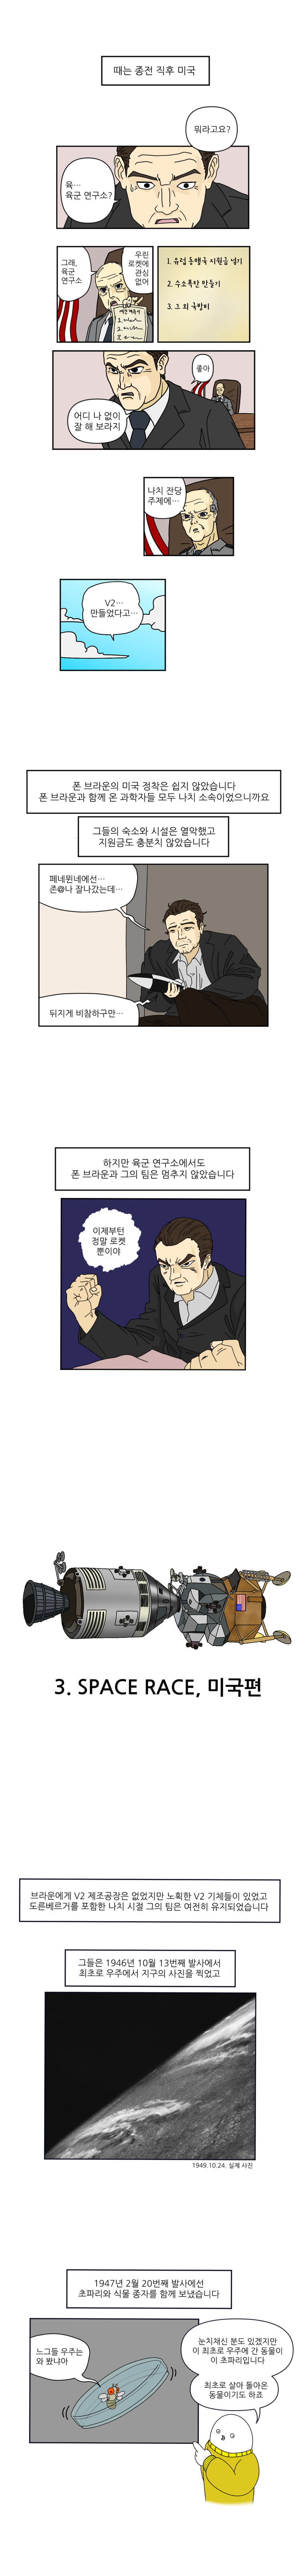 때는 종전 직후 미국
뭐라고요?
육…
육군 연구소?
그래,
육군
연구소
우린
로켓에
관심
없어
1. 유럽 동맹국 지원금 넣기
2. 수소폭탄 만들기
3. 그 외 국방비
좋아
어디 나 없이
잘 해 보라지
나치 잔당
주제에…
V2…
만들었다고…
폰 브라운의 미국 정착은 쉽지 않았습니다
폰 브라운과 함께 온 과학자들 모두 나치 소속이었으니까요
그들의 숙소와 시설은 열악했고
지원금도 충분치 않았습니다
페네뮌네에선…
존@나 잘나갔는데…
뒤지게 비참하구만…
하지만 육군 연구소에서도
폰 브라운과 그의 팀은 멈추지 않았습니다
이제부턴
정말 로켓
뿐이야
3. SPACE RACE, 미국편
브라운에게 V2 제조공장은 없었지만 노획한 V2 기체들이 있었고
도른베르거를 포함한 나치 시절 그의 팀은 여전히 유지되었습니다
그들은 1946년 10월 13번째 발사에서
최초로 우주에서 지구의 사진을 찍었고
1949.10.24. 실제 사진
1947년 2월 20번째 발사에선
초파리와 식물 종자를 함께 보냈습니다
느그들 우주는
와 봤냐아
눈치채신 분도 있겠지만
이 최초로 우주에 간 동물이
이 초파리입니다
최초로 살아 돌아온
동물이기도 하죠